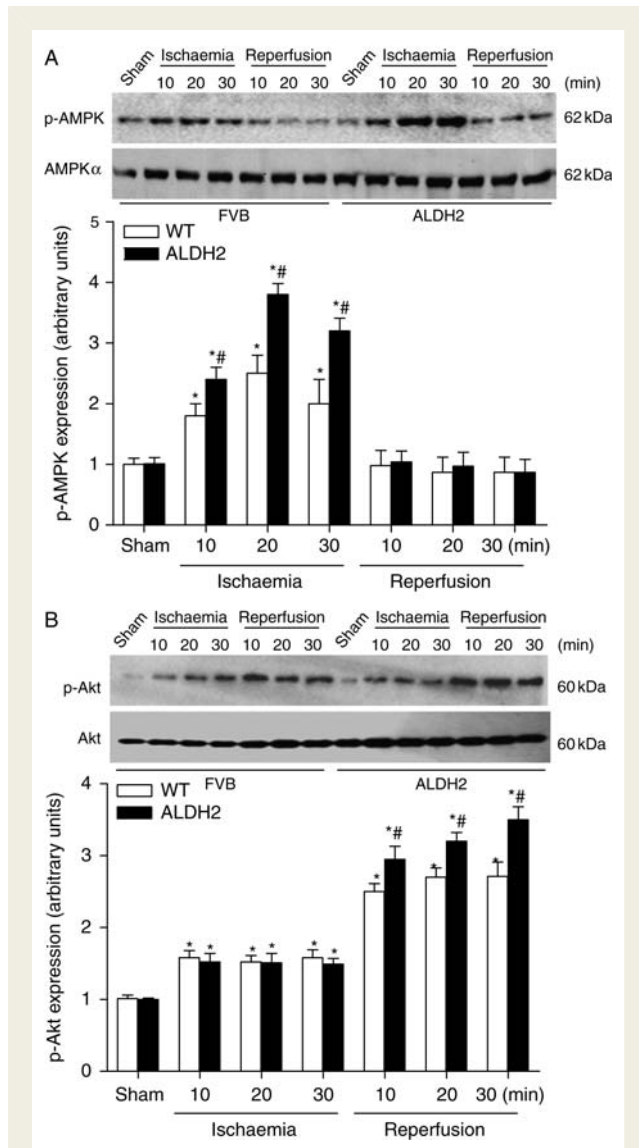 A
Sham Ischaemia Reperfusion Sham Ischaemia Reperfusion
10 20 30 10 20 30 10 20 30 10 20 30 (min)
p-AMPK 62 kDa
AMPKα 62 kDa
FVB ALDH2
5
WT
ALDH2
4
3
2
1
0
p-AMPK expression (arbitrary units)
* *# * *# * *#
Sham 10 20 30 10 20 30 (min)
Ischaemia Reperfusion
B
Sham Ischaemia Reperfusion Sham Ischaemia Reperfusion
10 20 30 10 20 30 10 20 30 10 20 30 (min)
p-Akt 60 kDa
Akt 60 kDa
FVB ALDH2
4
WT
ALDH2
3
2
1
0
p-Akt expression (arbitrary units)
* * * * * * * *# * *# * *#
Sham 10 20 30 10 20 30 (min)
Ischaemia Reperfusion